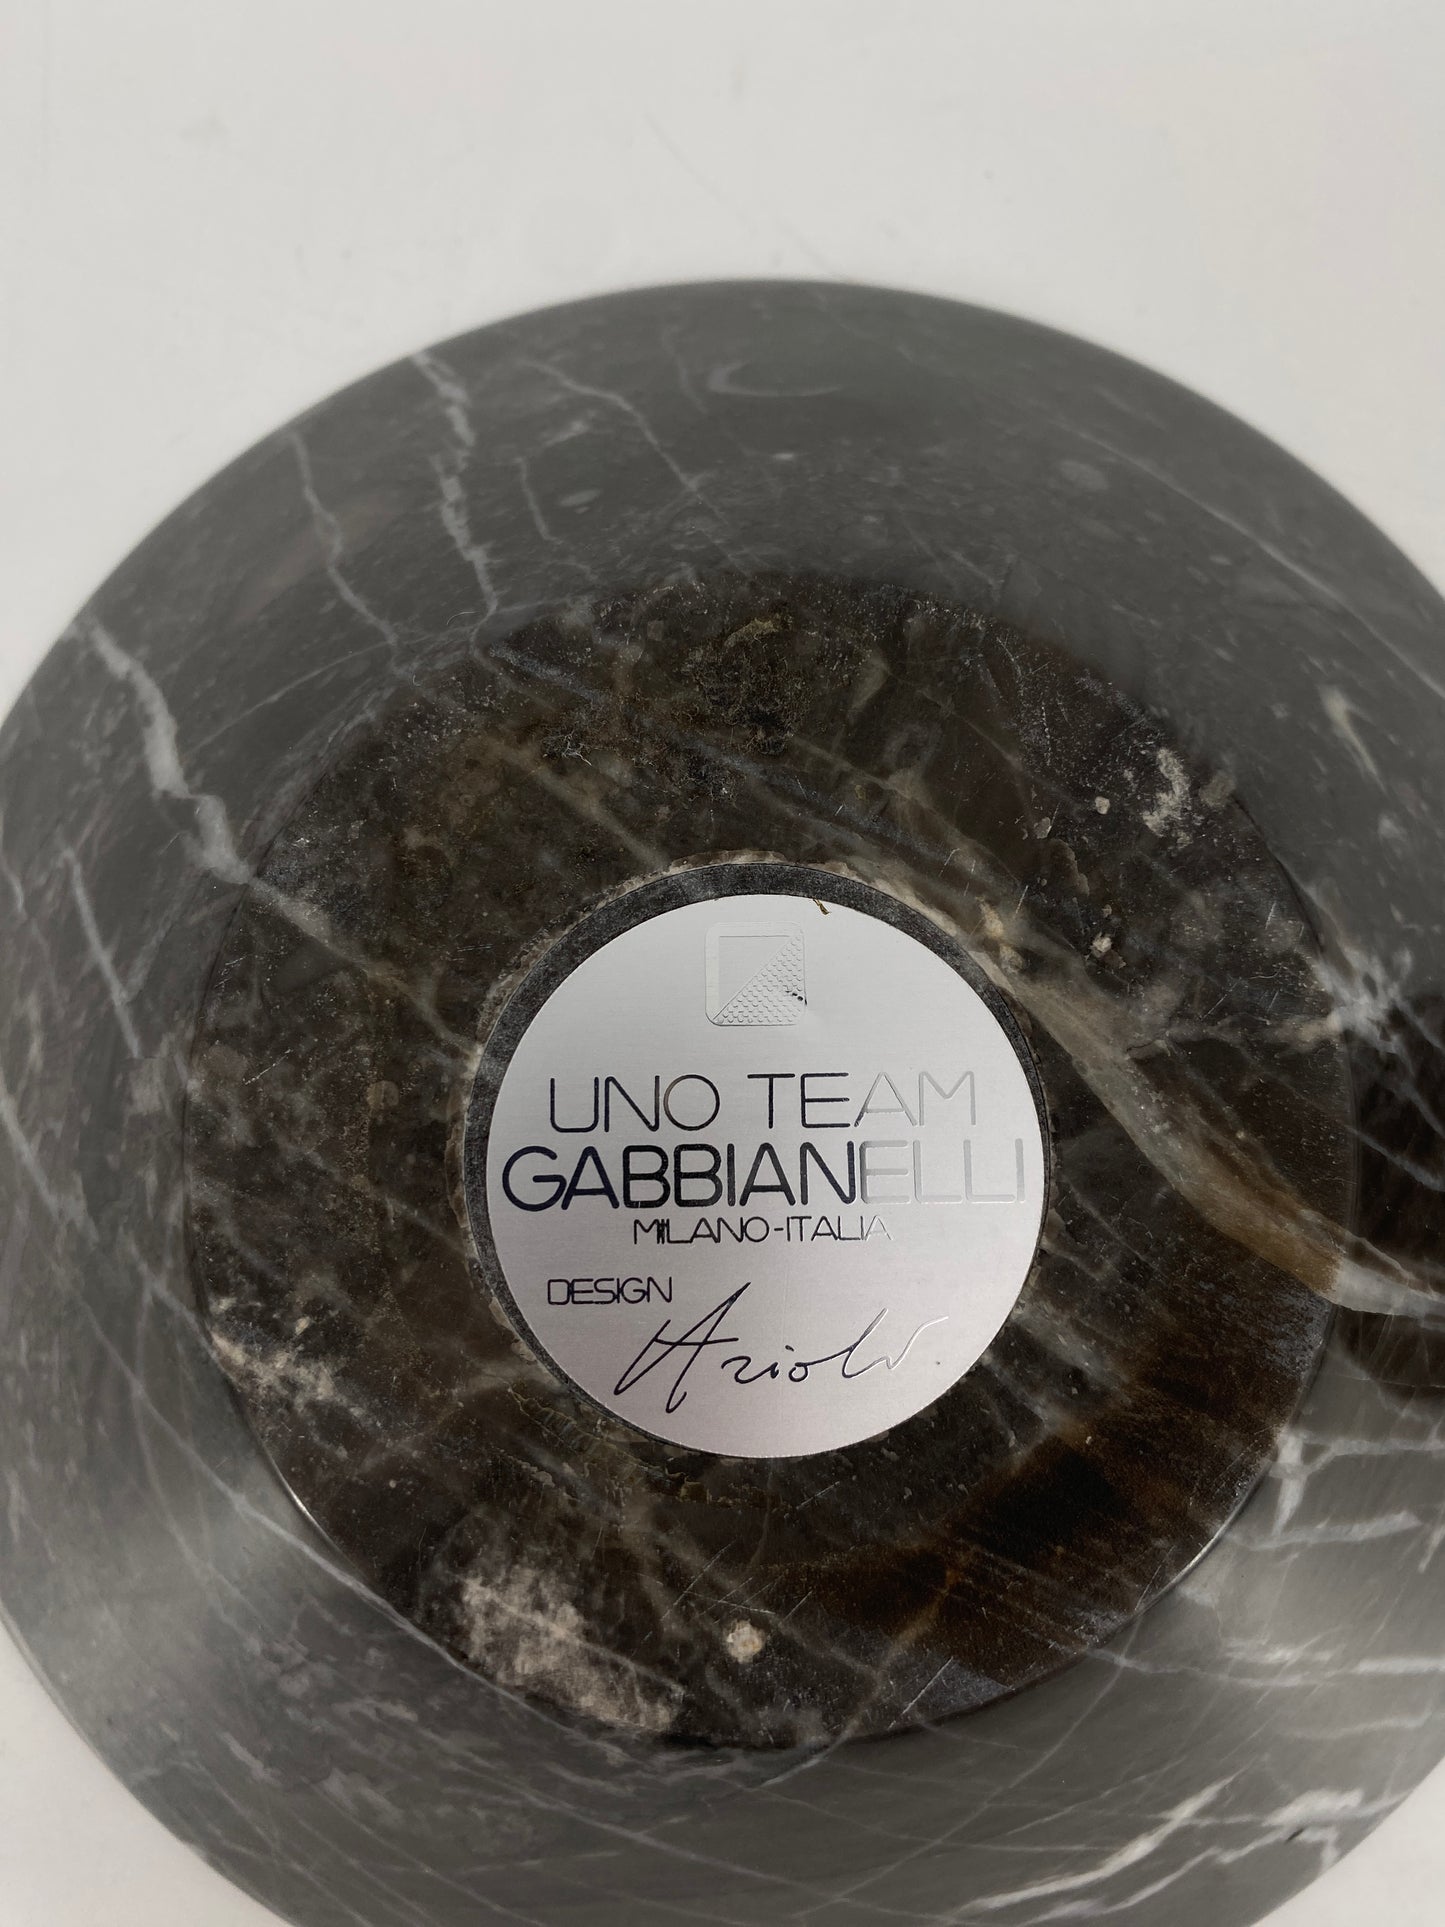 UNO TEAM
GABBIANELLI
MILANO-ITALIA
DESIGN